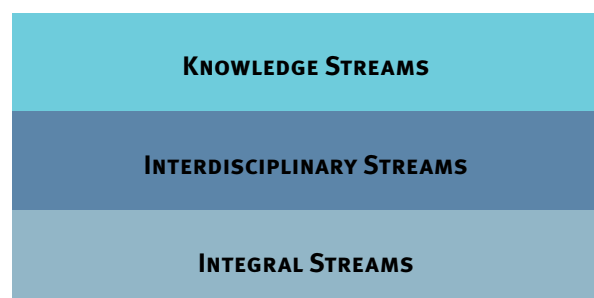 Knowledge Streams
Interdisciplinary Streams
Integral Streams